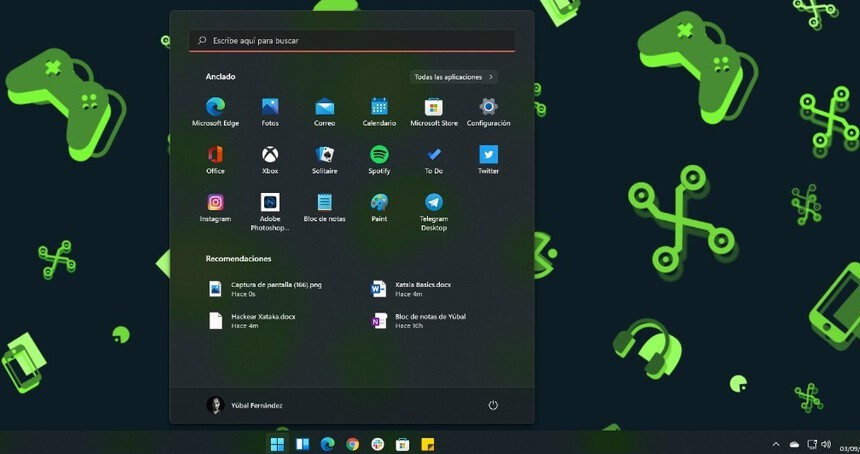 Escribe aquí para buscar
Anclado
Todas las aplicaciones
Microsoft Edge
Fotos
Correo
Calendario
Microsoft Store
Configuración
Office
Xbox
Solitaire
Spotify
To Do
Twitter
Instagram
Adobe
Photoshop...
Bloc de notas
Paint
Telegram
Desktop
Recomendaciones
Captura de pantalla (166).png
Hace 0s
Xataka Basics.docx
Hace 4m
Hackear Xataka.docx
Hace 4m
Bloc de notas de Yúbal
Hace 10h
Yúbal Fernández
03/09/